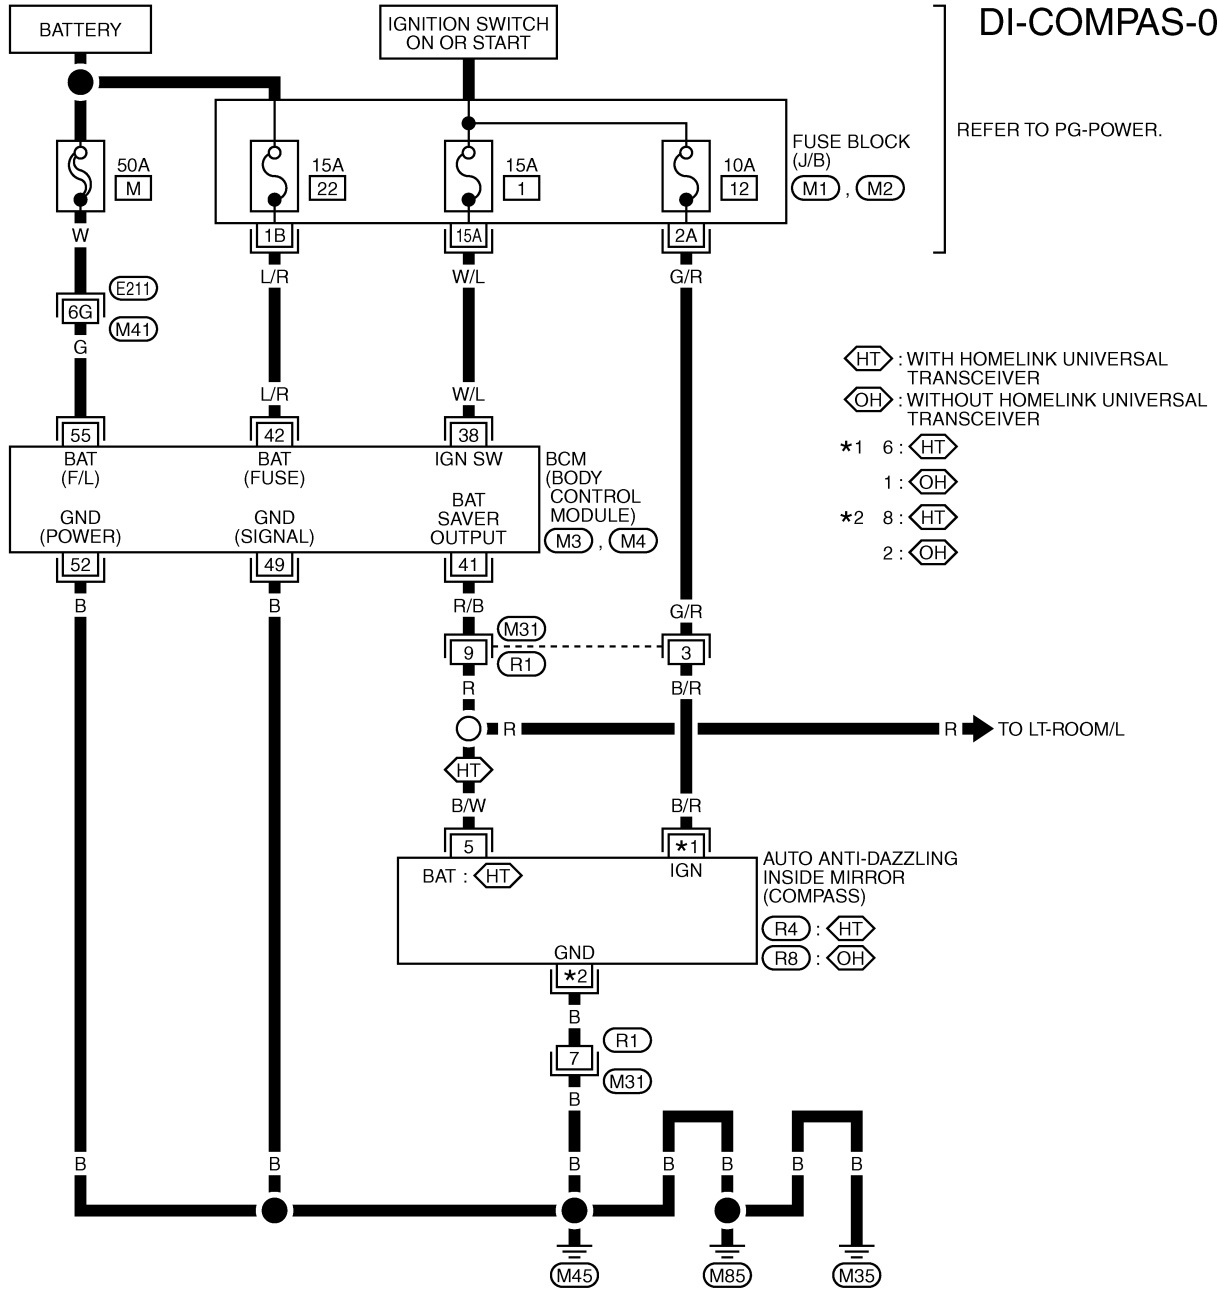 DI-COMPAS-0
BATTERY
IGNITION SWITCH
ON OR START
REFER TO PG-POWER.
50A
M
15A
22
15A
1
10A
12
FUSE BLOCK
(J/B)
M1 , M2
W
1B
15A
2A
L/R
W/L
G/R
E211
6G
M41
G
HT : WITH HOMELINK UNIVERSAL
TRANSCEIVER
OH : WITHOUT HOMELINK UNIVERSAL
TRANSCEIVER
*1 6 : HT
1 : OH
*2 8 : HT
2 : OH
L/R
W/L
55
42
38
BAT
(F/L)
BAT
(FUSE)
IGN SW
BCM
(BODY
CONTROL
MODULE)
M3 , M4
GND
(POWER)
GND
(SIGNAL)
BAT
SAVER
OUTPUT
52
49
41
B
B
R/B
G/R
M31
9
3
R1
R
B/R
R
R
TO LT-ROOM/L
HT
B/W
B/R
5
*1
BAT : HT
IGN
AUTO ANTI-DAZZLING
INSIDE MIRROR
(COMPASS)
R4 : HT
R8 : OH
GND
*2
B
R1
7
M31
B
B
B
B
B
B
B
B
M45
M85
M35